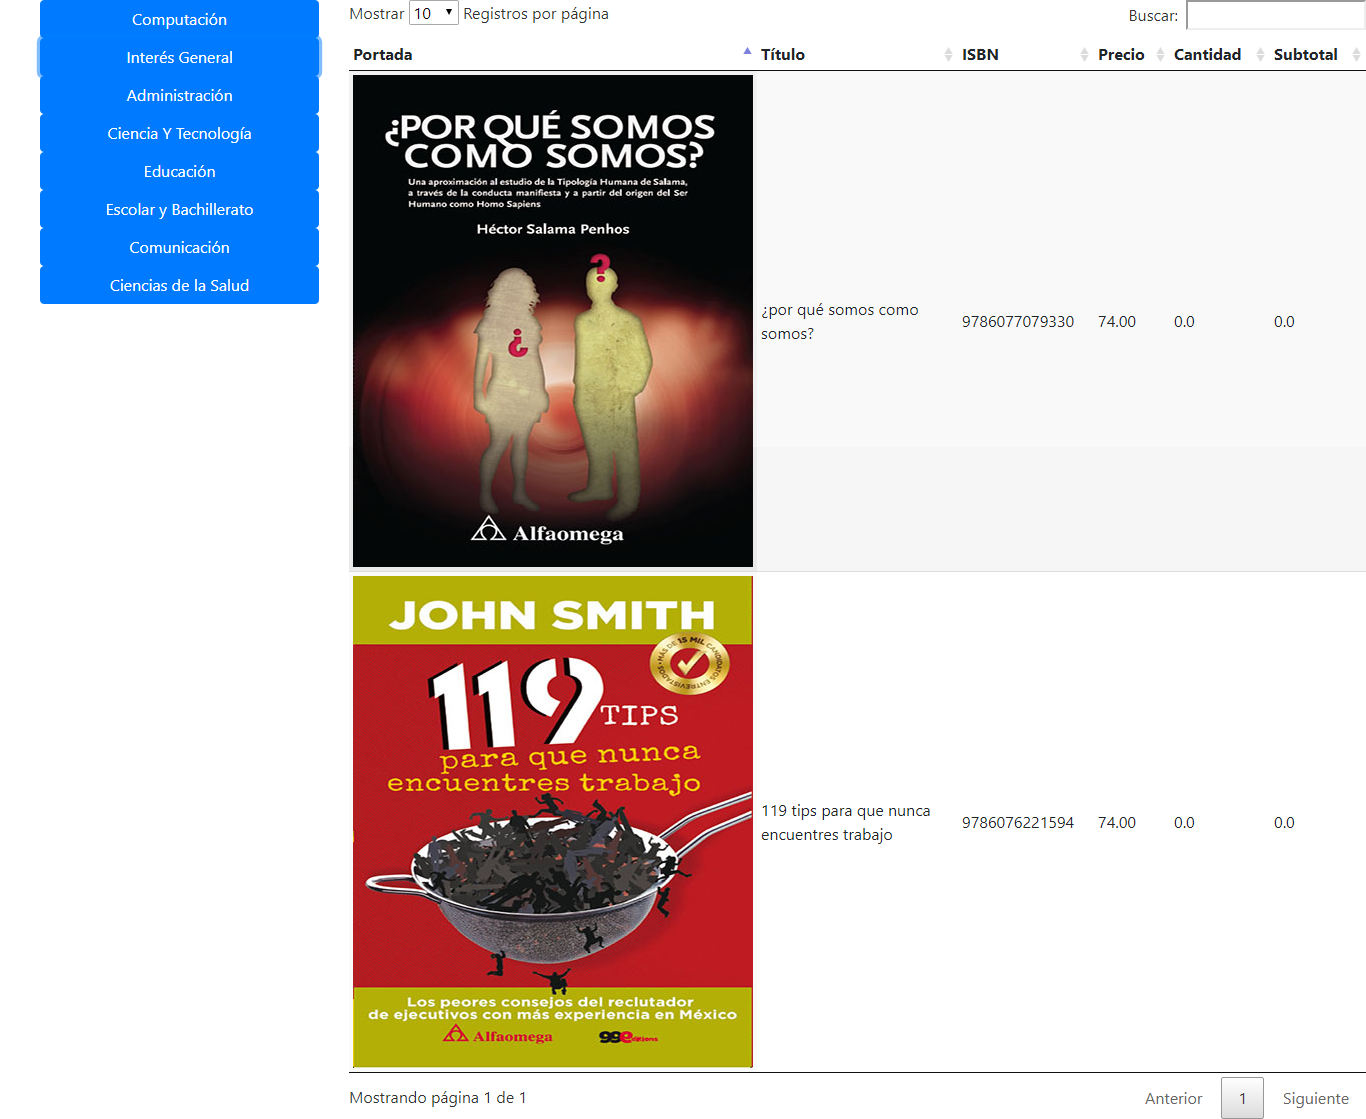 Computación
Interés General
Administración
Ciencia Y Tecnología
Educación
Escolar y Bachillerato
Comunicación
Ciencias de la Salud
Mostrar 10 Registros por página
Buscar:
Portada Título ISBN Precio Cantidad Subtotal
¿POR QUÉ SOMOS
COMO SOMOS?
Una aproximación al estudio de la Tipología Humana de Salama,
a través de la conducta manifiesta y a partir del origen del Ser
Humano como Homo Sapiens
Héctor Salama Penhos
?
¿
Alfaomega
¿por qué somos como
somos?
9786077079330 74.00 0.0 0.0
JOHN SMITH
MÁS DE 15 MIL CANDIDATOS ENTREVISTADOS
119 TIPS
para que nunca
encuentres trabajo
Los peores consejos del reclutador
de ejecutivos con más experiencia en México
Alfaomega 99Editions
119 tips para que nunca
encuentres trabajo
9786076221594 74.00 0.0 0.0
Mostrando página 1 de 1
Anterior 1 Siguiente